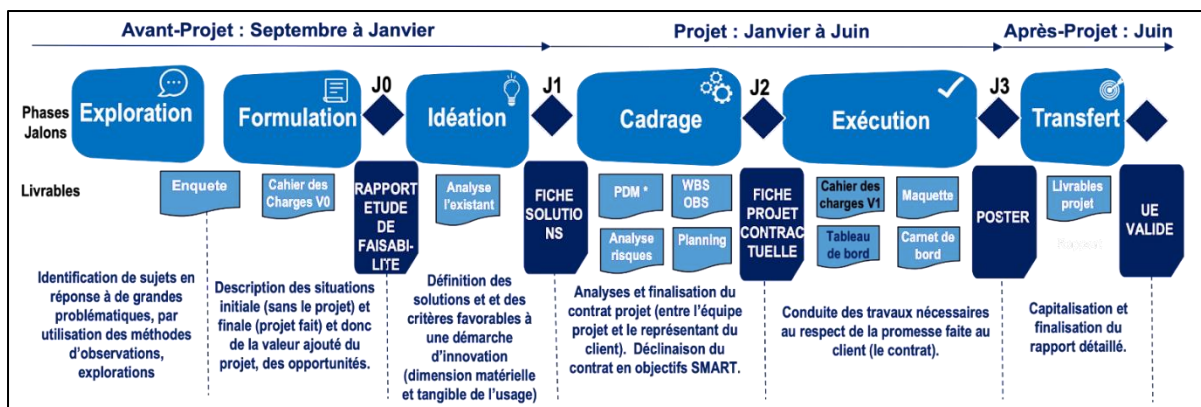 Avant-Projet : Septembre à Janvier
Projet : Janvier à Juin
Après-Projet : Juin
Phases
Jalons
Exploration
Formulation
J0
Idéation
J1
Cadrage
J2
Exécution
J3
Transfert
Livrables
Enquete
Cahier des
Charges V0
RAPPORT
ETUDE
DE
FAISABI-
LITE
Analyse
l'existant
FICHE
SOLUTIO
NS
PDM *
WBS
OBS
Analyse
risques
Planning
FICHE
PROJET
CONTRAC
TUELLE
Cahier des
charges V1
Maquette
Tableau
de bord
Carnet de
bord
POSTER
Livrables
projet
Rapport
UE
VALIDE
Identification de sujets en
réponse à de grandes
problématiques, par
utilisation des méthodes
d'observations,
explorations
Description des situations
initiale (sans le projet) et
finale (projet fait) et donc
de la valeur ajouté du
projet, des opportunités.
Définition des
solutions et et des
critères favorables à
une démarche
d'innovation
(dimension matérielle
et tangible de l'usage)
Analyses et finalisation du
contrat projet (entre l'équipe
projet et le représentant du
client). Déclinaison du
contrat en objectifs SMART.
Conduite des travaux nécessaires
au respect de la promesse faite au
client (le contrat).
Capitalisation et
finalisation du
rapport détaillé.